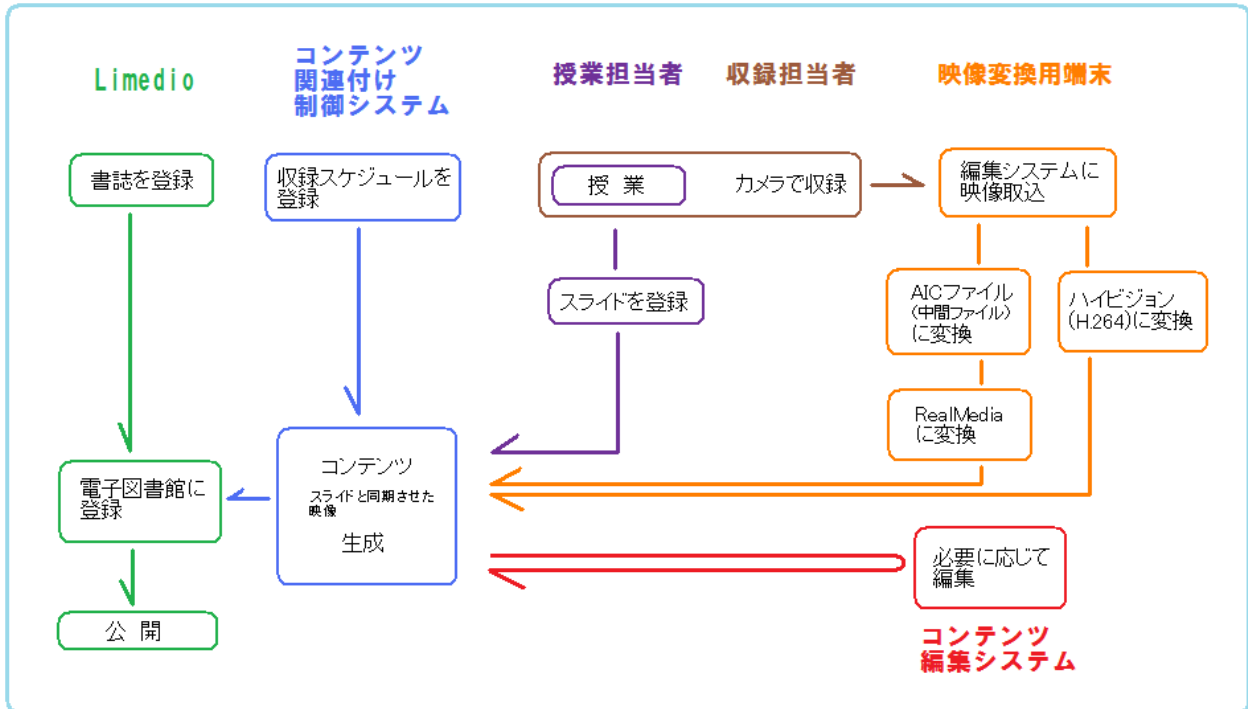 Limedio
コンテンツ
関連付け
制御システム
授業担当者
収録担当者
映像変換用端末
書誌を登録
収録スケジュールを
登録
授 業
カメラで収録
編集システムに
映像取込
スライドを登録
AICファイル
(中間ファイル)
に変換
ハイビジョン
(H.264)に変換
RealMedia
に変換
電子図書館に
登録
コンテンツ
スライドと同期させた
映像
生成
必要に応じて
編集
公 開
コンテンツ
編集システム